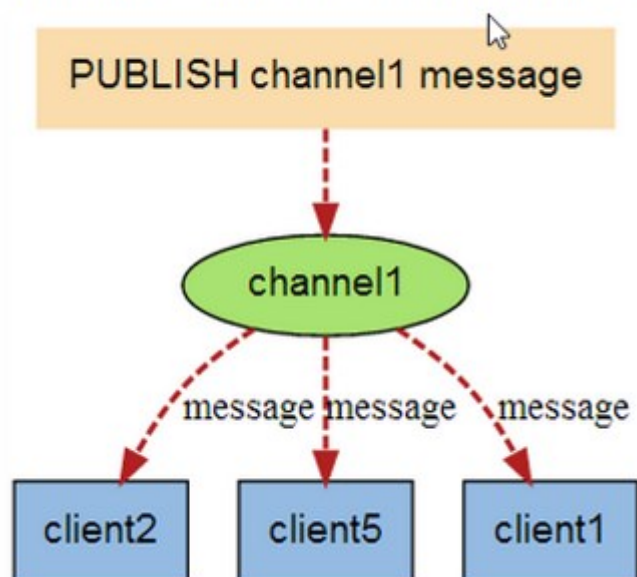 PUBLISH channel1 message
channel1
message message message
client2 client5 client1